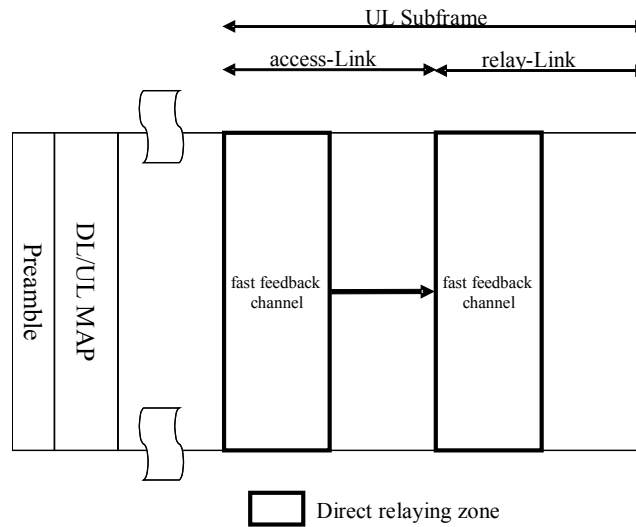 UL Subframe
access-Link
relay-Link
Preamble
DL/UL MAP
fast feedback
channel
fast feedback
channel
Direct relaying zone